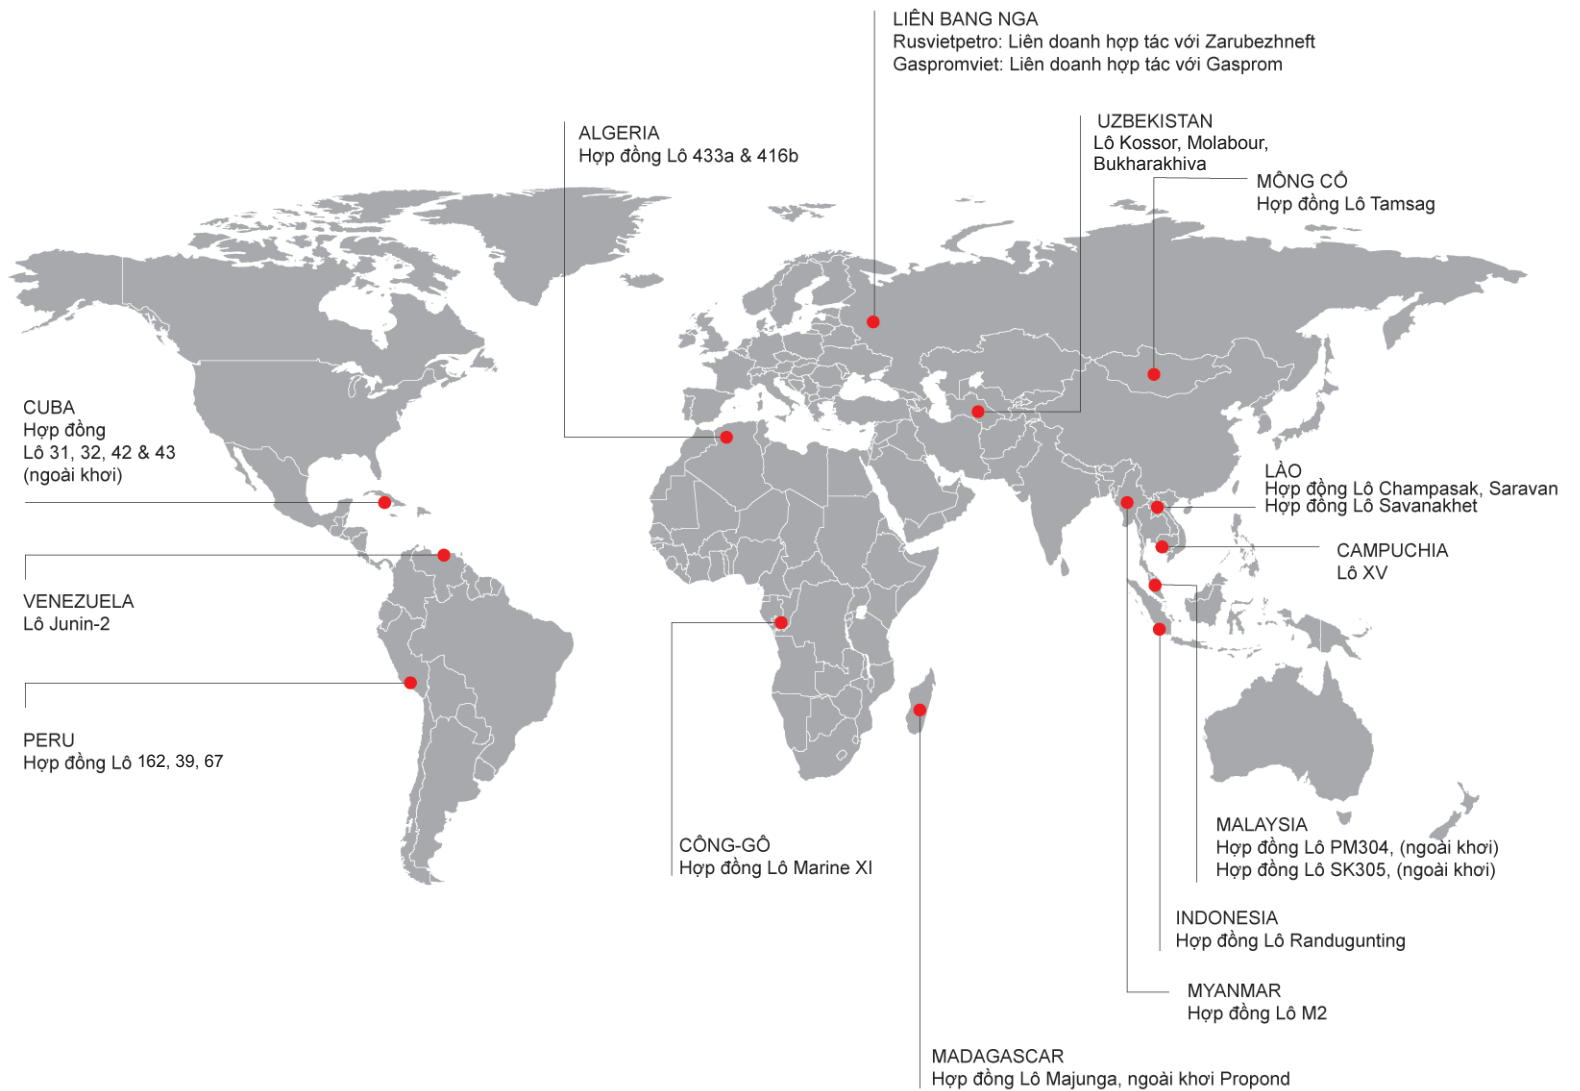 LIÊN BANG NGA
Rusvietpetro: Liên doanh hợp tác với Zarubezhneft
Gaspromviet: Liên doanh hợp tác với Gasprom
ALGERIA
Hợp đồng Lô 433a & 416b
UZBEKISTAN
Lô Kossor, Molabour,
Bukharakhiva
MÔNG CỔ
Hợp đồng Lô Tamsag
CUBA
Hợp đồng
Lô 31, 32, 42 & 43
(ngoài khơi)
LÀO
Hợp đồng Lô Champasak, Saravan
Hợp đồng Lô Savanakhet
CAMPUCHIA
Lô XV
VENEZUELA
Lô Junin-2
PERU
Hợp đồng Lô 162, 39, 67
CÔNG-GÔ
Hợp đồng Lô Marine XI
MALAYSIA
Hợp đồng Lô PM304, (ngoài khơi)
Hợp đồng Lô SK305, (ngoài khơi)
INDONESIA
Hợp đồng Lô Randugunting
MYANMAR
Hợp đồng Lô M2
MADAGASCAR
Hợp đồng Lô Majunga, ngoài khơi Propond